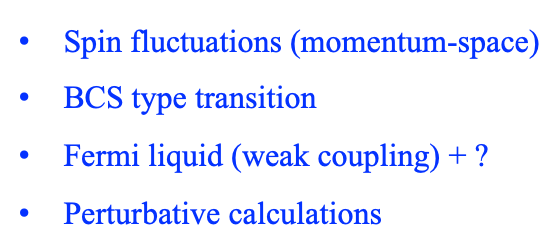 • Spin fluctuations (momentum-space)
• BCS type transition
• Fermi liquid (weak coupling) + ?
• Perturbative calculations